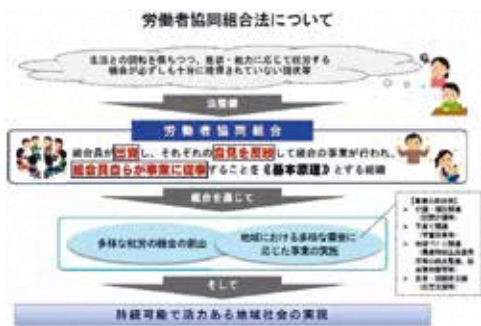 労働者協同組合法について
生活との調和を保ちつつ、意欲・能力に応じて就労する
機会が必ずしも十分に確保されていない現状等
法整備
労働者協同組合
組合員が出資し、それぞれの意見を反映して組合の事業が行われ、
組合員自らが事業に従事することを《基本原理》とする組織
組合を通じて
多様な就労の機会の創出
地域における多様な需要に
応じた事業の実施
そして
持続可能で活力ある地域社会の実現